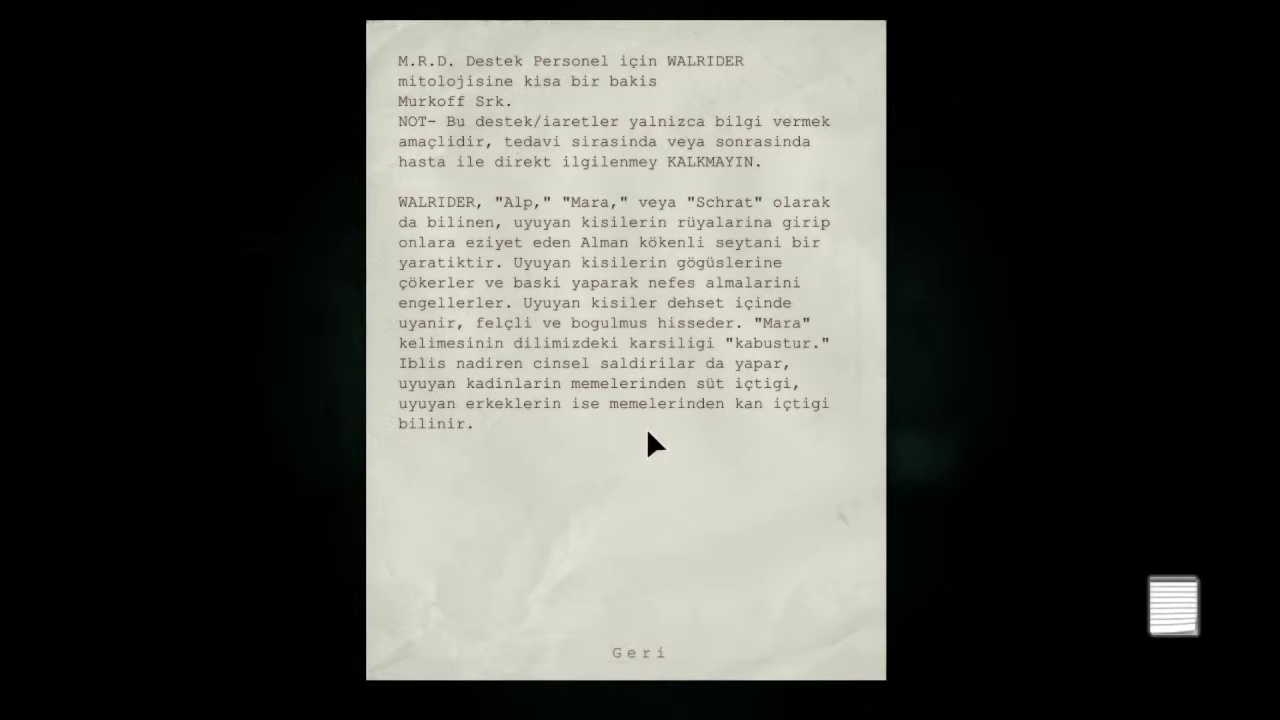 M.R.D. Destek Personel için WALRIDER
mitolojisine kisa bir bakis
Murkoff Srk.
NOT- Bu destek/iaretler yalnizca bilgi vermek
amaçlidir, tedavi sirasinda veya sonrasinda
hasta ile direkt ilgilenmey KALKMAYIN.

WALRIDER, "Alp," "Mara," veya "Schrat" olarak
da bilinen, uyuyan kisilerin rüyalarina girip
onlara eziyet eden Alman kökenli seytani bir
yaratiktir. Uyuyan kisilerin gögüslerine
çökerler ve baski yaparak nefes almalarini
engellerler. Uyuyan kisiler dehset içinde
uyanir, felçli ve bogulmus hisseder. "Mara"
kelimesinin dilimizdeki karsiligi "kabustur."
Iblis nadiren cinsel saldirilar da yapar,
uyuyan kadinlarin memelerinden süt içtigi,
uyuyan erkeklerin ise memelerinden kan içtigi
bilinir.
Geri